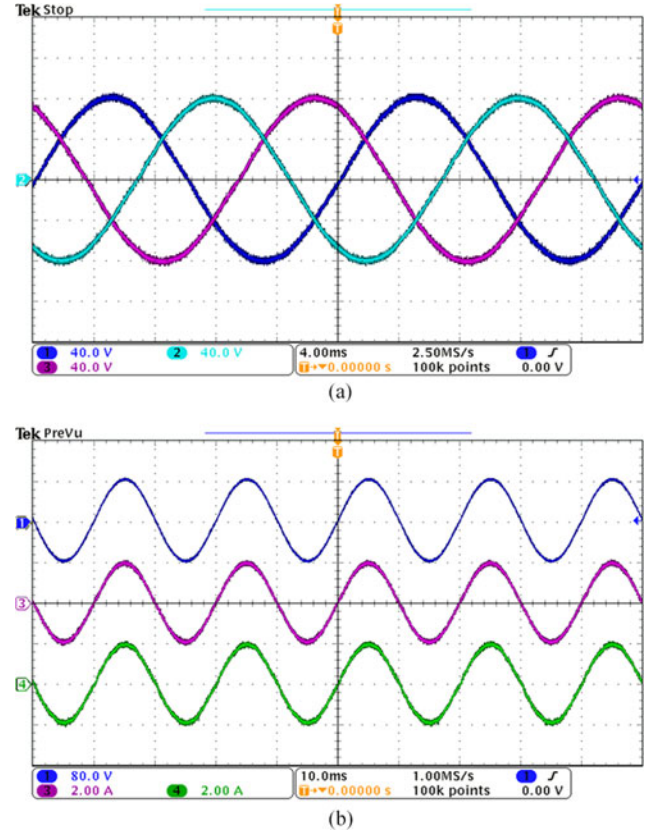 Tek Stop
T
2
1 40.0 V 2 40.0 V
3 40.0 V
4.00ms 2.50MS/s 1
T→▼0.00000 s 100k points 0.00 V
(a)
Tek PreVu
T
1
3
4
1 80.0 V
3 2.00 A 4 2.00 A
10.0ms 1.00MS/s 1
T→▼0.00000 s 100k points 0.00 V
(b)